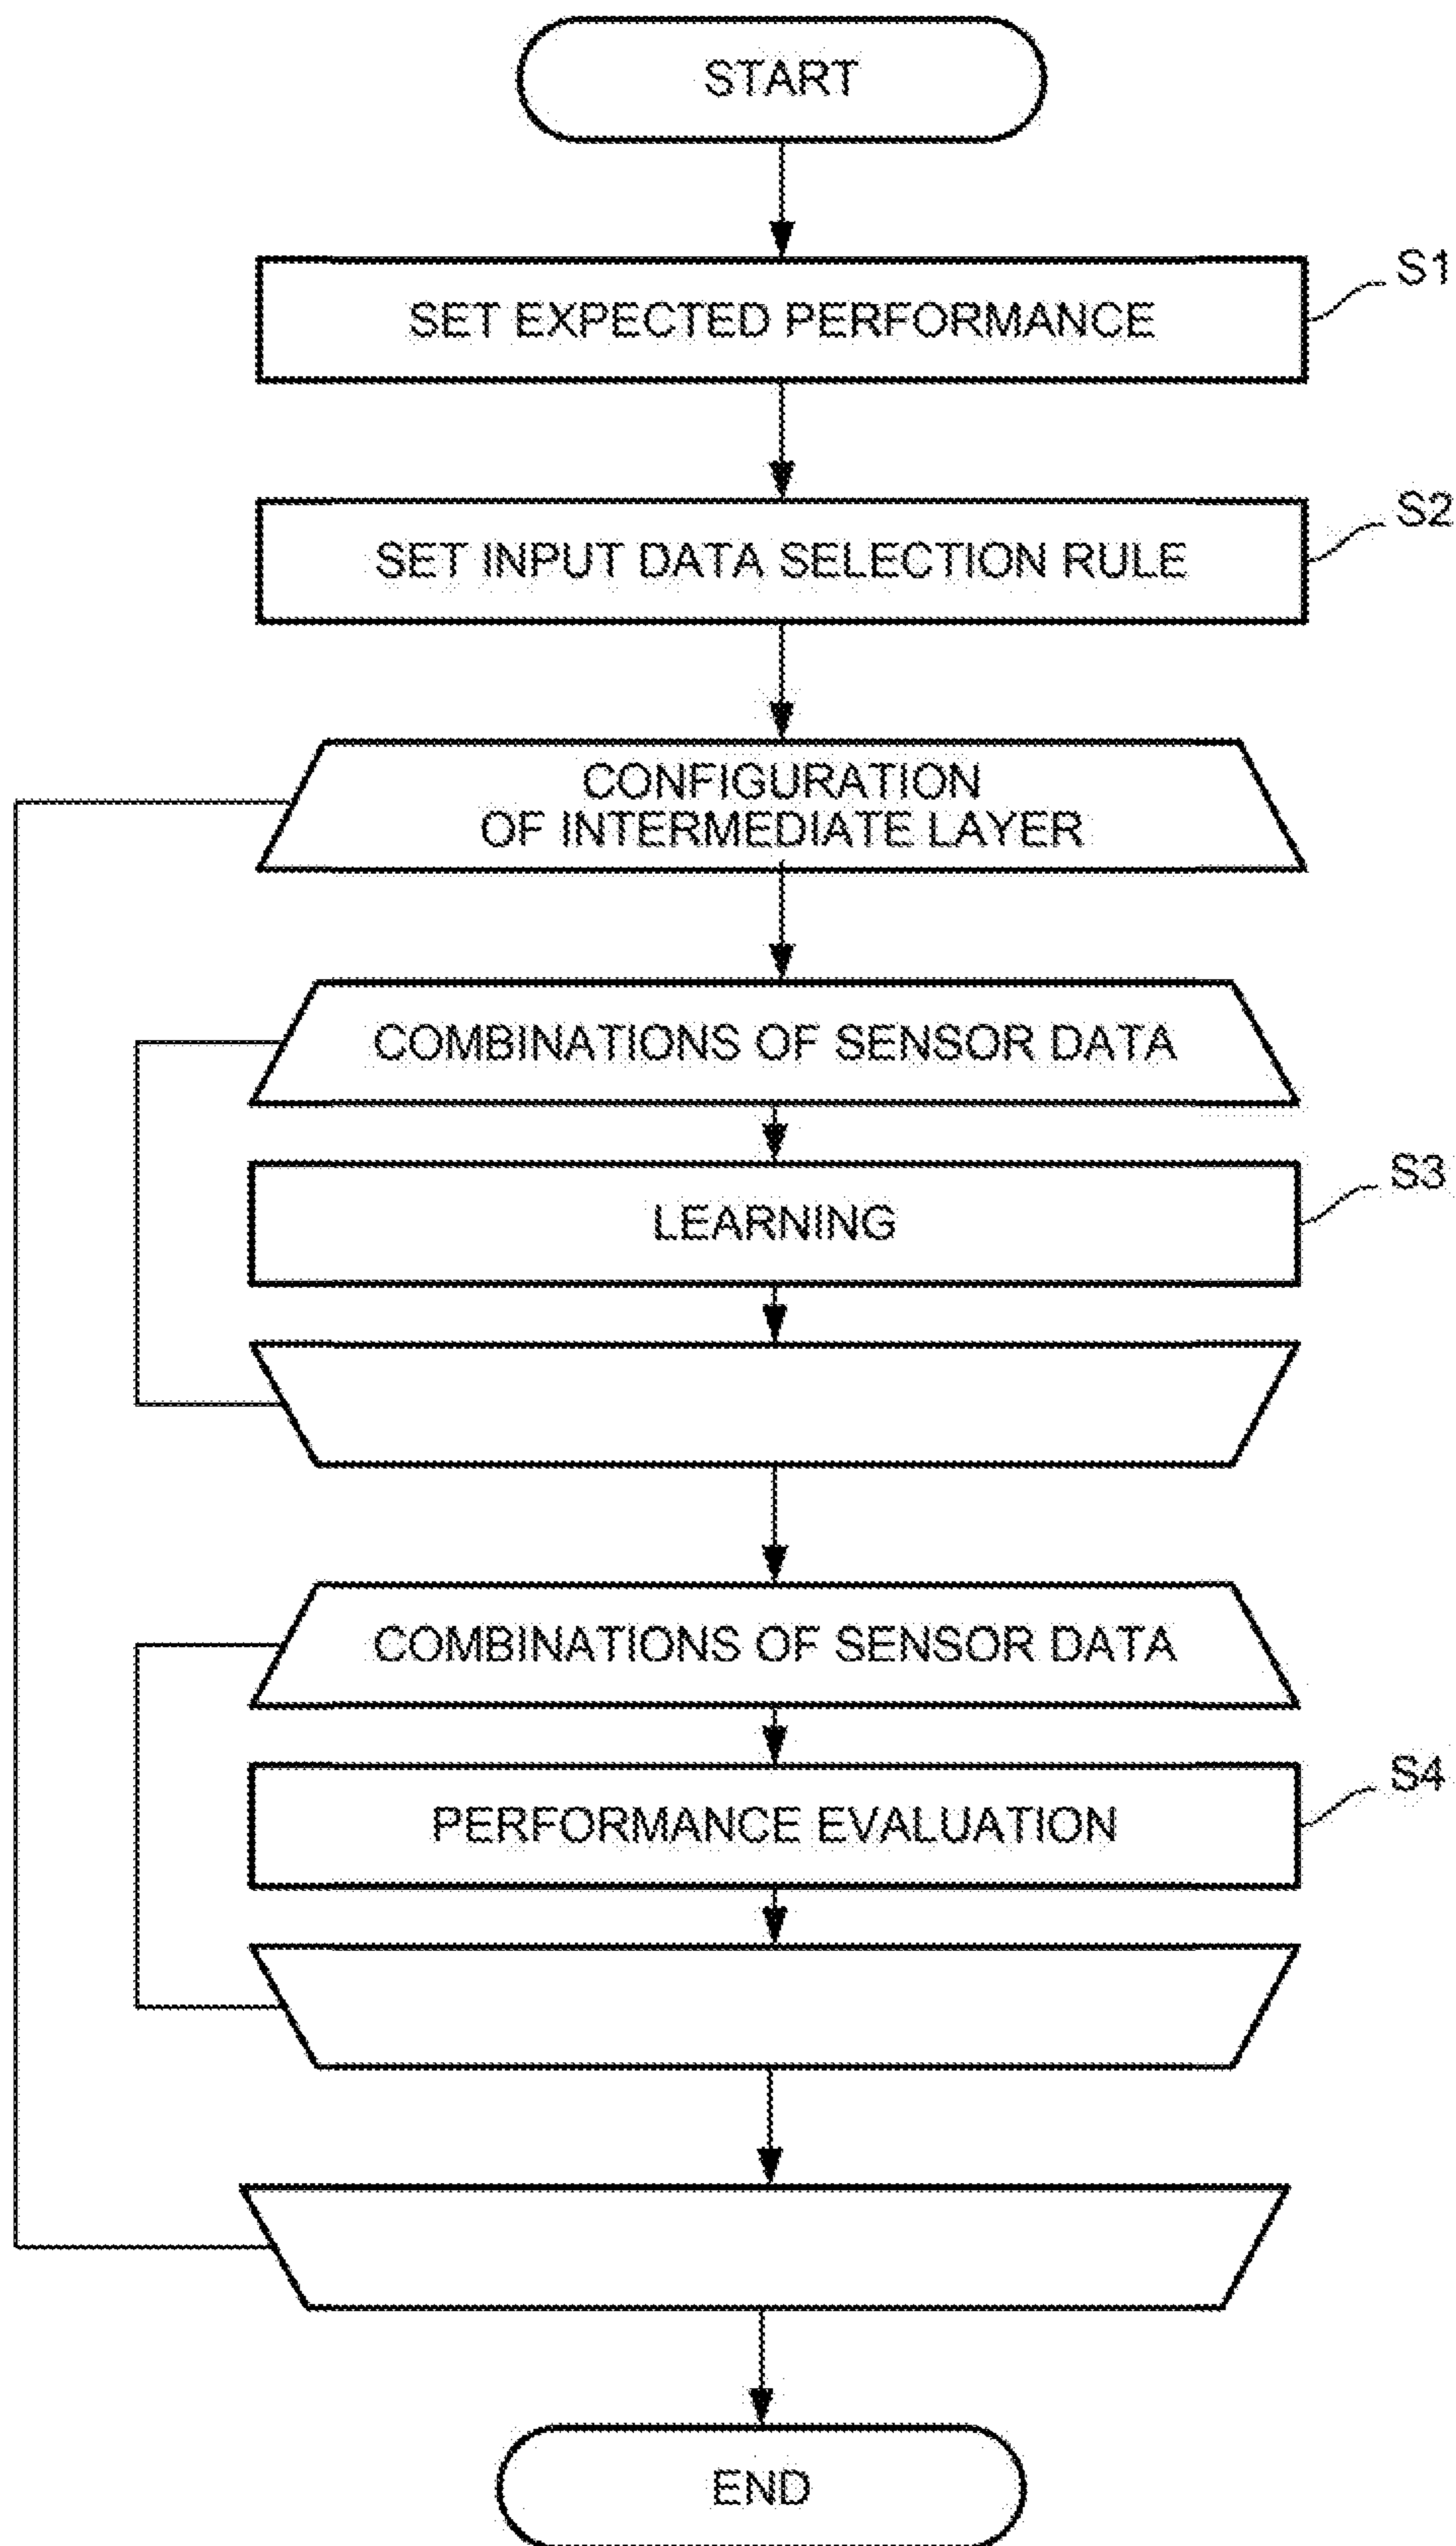 START
SET EXPECTED PERFORMANCE
S1
SET INPUT DATA SELECTION RULE
S2
CONFIGURATION
OF INTERMEDIATE LAYER
COMBINATIONS OF SENSOR DATA
LEARNING
S3
COMBINATIONS OF SENSOR DATA
PERFORMANCE EVALUATION
S4
END